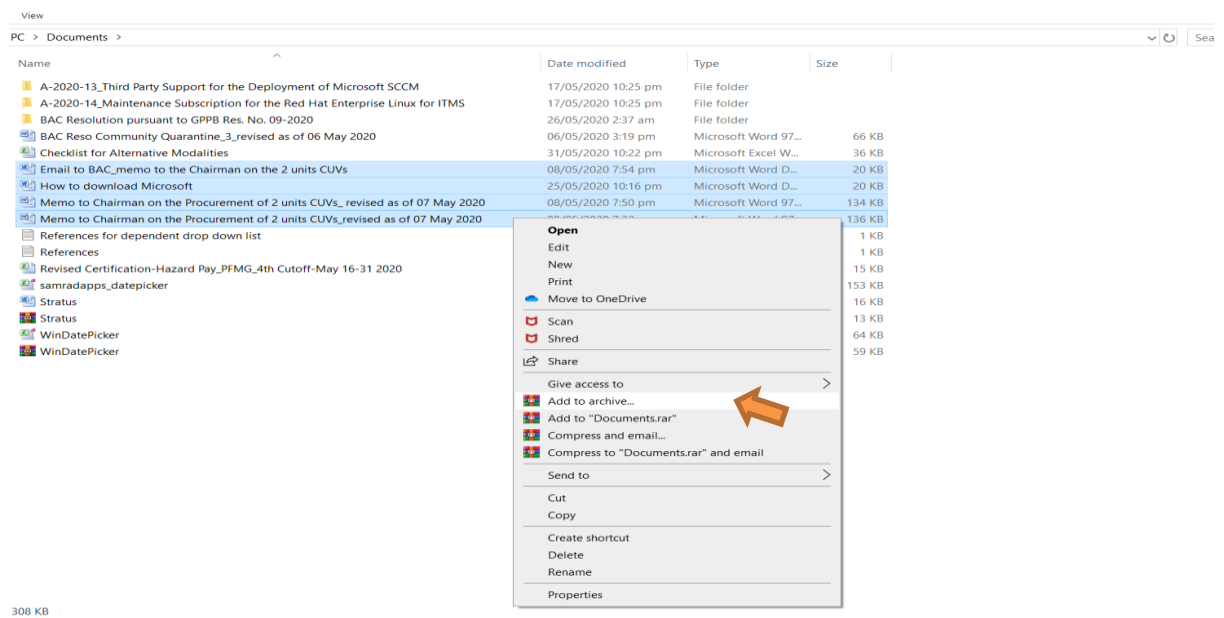 View
PC > Documents >
Sea
Name Date modified Type Size
A-2020-13_Third Party Support for the Deployment of Microsoft SCCM 17/05/2020 10:25 pm File folder
A-2020-14_Maintenance Subscription for the Red Hat Enterprise Linux for ITMS 17/05/2020 10:25 pm File folder
BAC Resolution pursuant to GPPB Res. No. 09-2020 26/05/2020 2:37 am File folder
BAC Reso Community Quarantine_3_revised as of 06 May 2020 06/05/2020 3:19 pm Microsoft Word 97... 66 KB
Checklist for Alternative Modalities 31/05/2020 10:22 pm Microsoft Excel W... 36 KB
Email to BAC_memo to the Chairman on the 2 units CUVs 08/05/2020 7:54 pm Microsoft Word D... 20 KB
How to download Microsoft 25/05/2020 10:16 pm Microsoft Word D... 20 KB
Memo to Chairman on the Procurement of 2 units CUVs_ revised as of 07 May 2020 08/05/2020 7:50 pm Microsoft Word 97... 134 KB
Memo to Chairman on the Procurement of 2 units CUVs_revised as of 07 May 2020 136 KB
References for dependent drop down list 1 KB
References 1 KB
Revised Certification-Hazard Pay_PFMG_4th Cutoff-May 16-31 2020 15 KB
samradapps_datepicker 153 KB
Stratus 16 KB
Stratus 13 KB
WinDatePicker 64 KB
WinDatePicker 59 KB
Open
Edit
New
Print
Move to OneDrive
Scan
Shred
Share
Give access to
Add to archive...
Add to "Documents.rar"
Compress and email...
Compress to "Documents.rar" and email
Send to
Cut
Copy
Create shortcut
Delete
Rename
Properties
308 KB